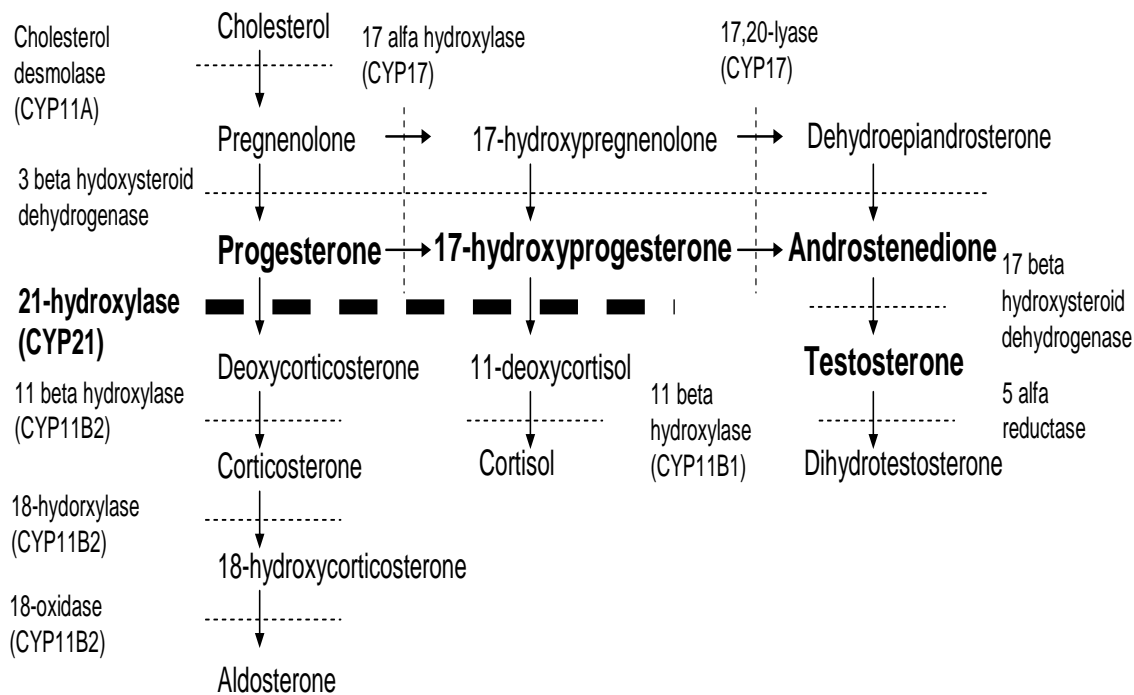 Cholesterol
Cholesterol
desmolase
(CYP11A)
17 alfa hydroxylase
(CYP17)
17,20-lyase
(CYP17)
Pregnenolone
17-hydroxypregnenolone
Dehydroepiandrosterone
3 beta hydoxysteroid
dehydrogenase
Progesterone
17-hydroxyprogesterone
Androstenedione
17 beta
hydroxysteroid
dehydrogenase
21-hydroxylase
(CYP21)
Deoxycorticosterone
11-deoxycortisol
Testosterone
11 beta hydroxylase
(CYP11B2)
11 beta
hydroxylase
(CYP11B1)
5 alfa
reductase
Corticosterone
Cortisol
Dihydrotestosterone
18-hydorxylase
(CYP11B2)
18-hydroxycorticosterone
18-oxidase
(CYP11B2)
Aldosterone